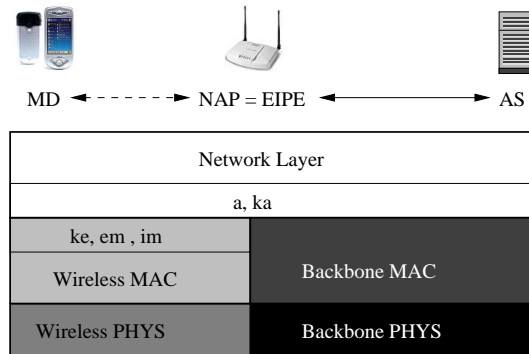 MD NAP = EIPE AS
Network Layer
a, ka
ke, em , im
Wireless MAC Backbone MAC
Wireless PHYS Backbone PHYS